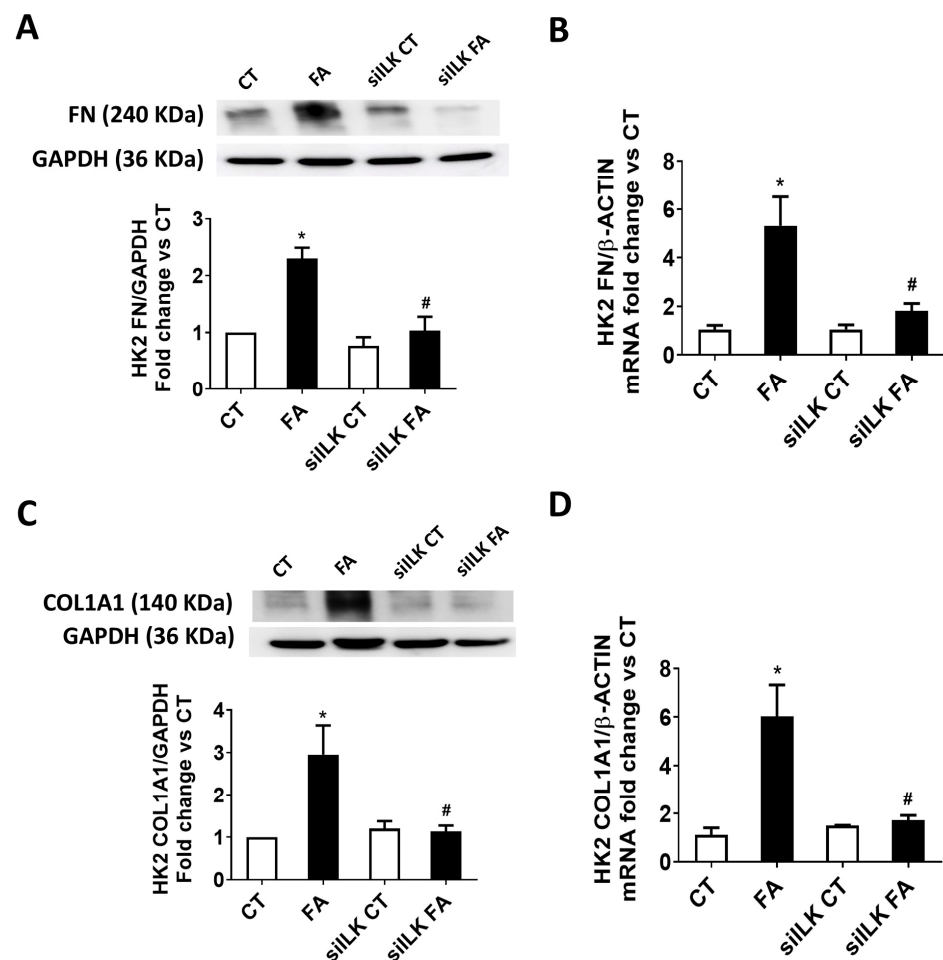 A
CT
FA
siILK CT
siILK FA
FN (240 KDa)
GAPDH (36 KDa)
HK2 FN/GAPDH
Fold change vs CT
3
2
1
0
*
#
CT
FA
siILK CT
siILK FA
B
HK2 FN/β-ACTIN
mRNA fold change vs CT
8
6
4
2
0
*
#
CT
FA
siILK CT
siILK FA
C
CT
FA
siILK CT
siILK FA
COL1A1 (140 KDa)
GAPDH (36 KDa)
HK2 COL1A1/GAPDH
Fold change vs CT
4
3
2
1
0
*
#
CT
FA
siILK CT
siILK FA
D
HK2 COL1A1/β-ACTIN
mRNA fold change vs CT
8
6
4
2
0
*
#
CT
FA
siILK CT
siILK FA